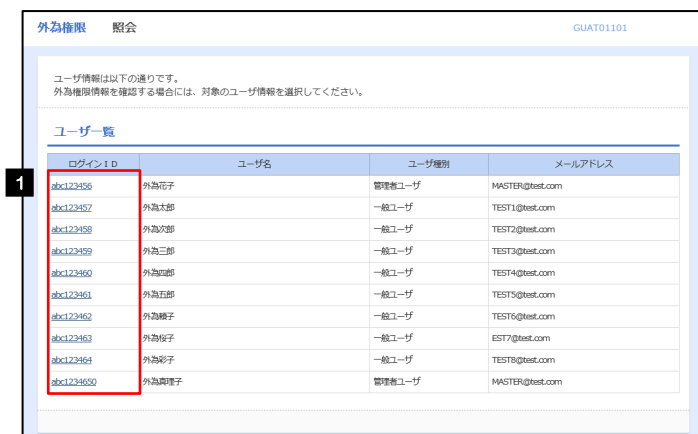 外為権限 照会 GUAT01101
ユーザ情報は以下の通りです。
外為権限情報を確認する場合には、対象のユーザ情報を選択してください。
ユーザ一覧
ログインＩＤ ユーザ名 ユーザ種別 メールアドレス
1
abc123456 外為花子 管理者ユーザ MASTER@test.com
abc123457 外為太郎 一般ユーザ TEST1@test.com
abc123458 外為次郎 一般ユーザ TEST2@test.com
abc123459 外為三郎 一般ユーザ TEST3@test.com
abc123460 外為四郎 一般ユーザ TEST4@test.com
abc123461 外為五郎 一般ユーザ TEST5@test.com
abc123462 外為頼子 一般ユーザ TEST6@test.com
abc123463 外為桜子 一般ユーザ EST7@test.com
abc123464 外為彩子 一般ユーザ TEST8@test.com
abc1234650 外為真理子 管理者ユーザ MASTER@test.com